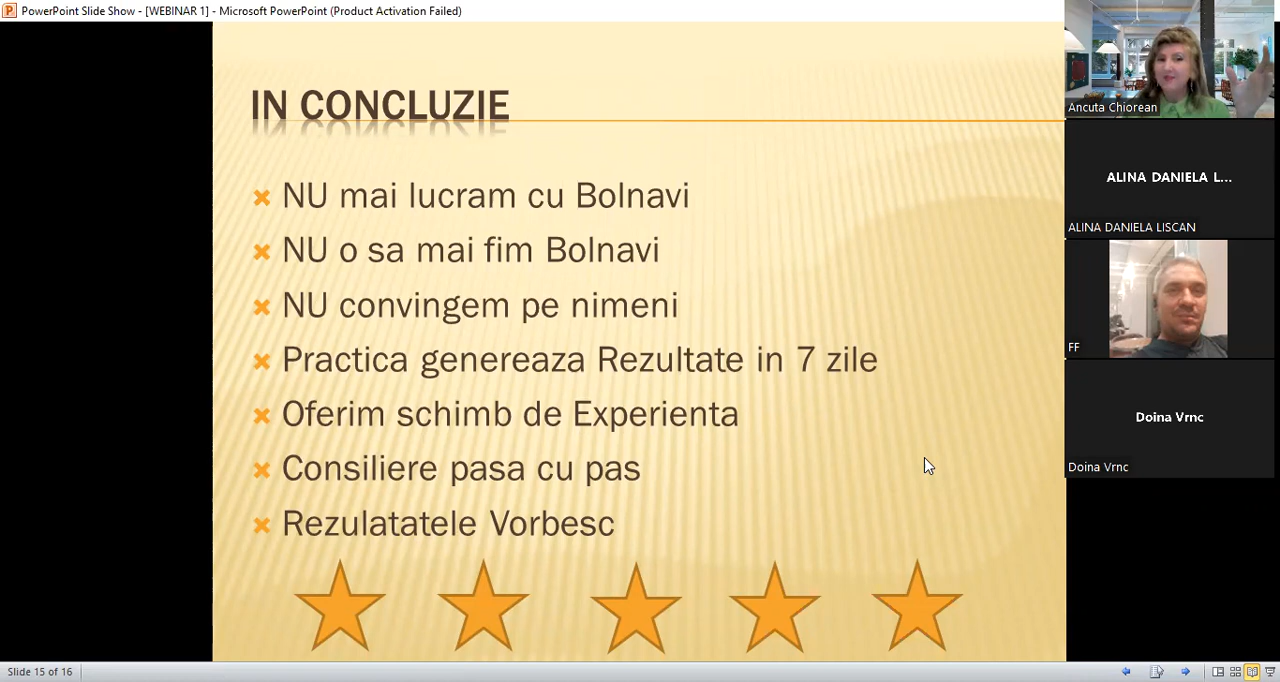 PowerPoint Slide Show - [WEBINAR 1] - Microsoft PowerPoint (Product Activation Failed)
IN CONCLUZIE
NU mai lucram cu Bolnavi
NU o sa mai fim Bolnavi
NU convingem pe nimeni
Practica genereaza Rezultate in 7 zile
Oferim schimb de Experienta
Consiliere pasa cu pas
Rezulatatele Vorbesc
Ancuta Chiorean
ALINA DANIELA L...
ALINA DANIELA LISCAN
FF
Doina Vrnc
Doina Vrnc
Slide 15 of 16